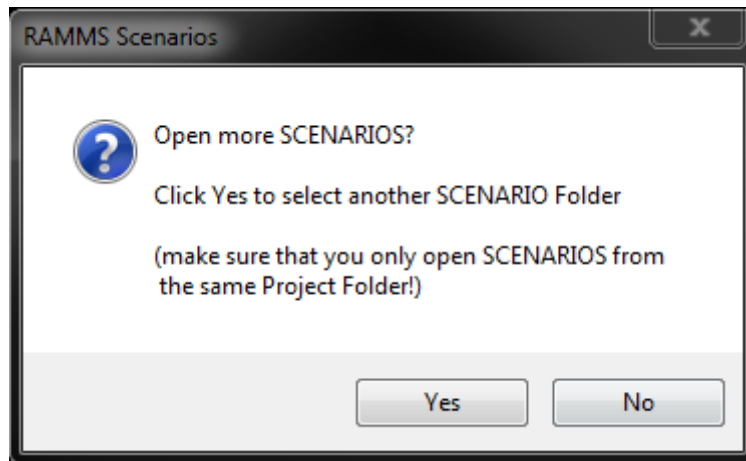 RAMMS Scenarios
Open more SCENARIOS?
Click Yes to select another SCENARIO Folder
(make sure that you only open SCENARIOS from
the same Project Folder!)
Yes
No